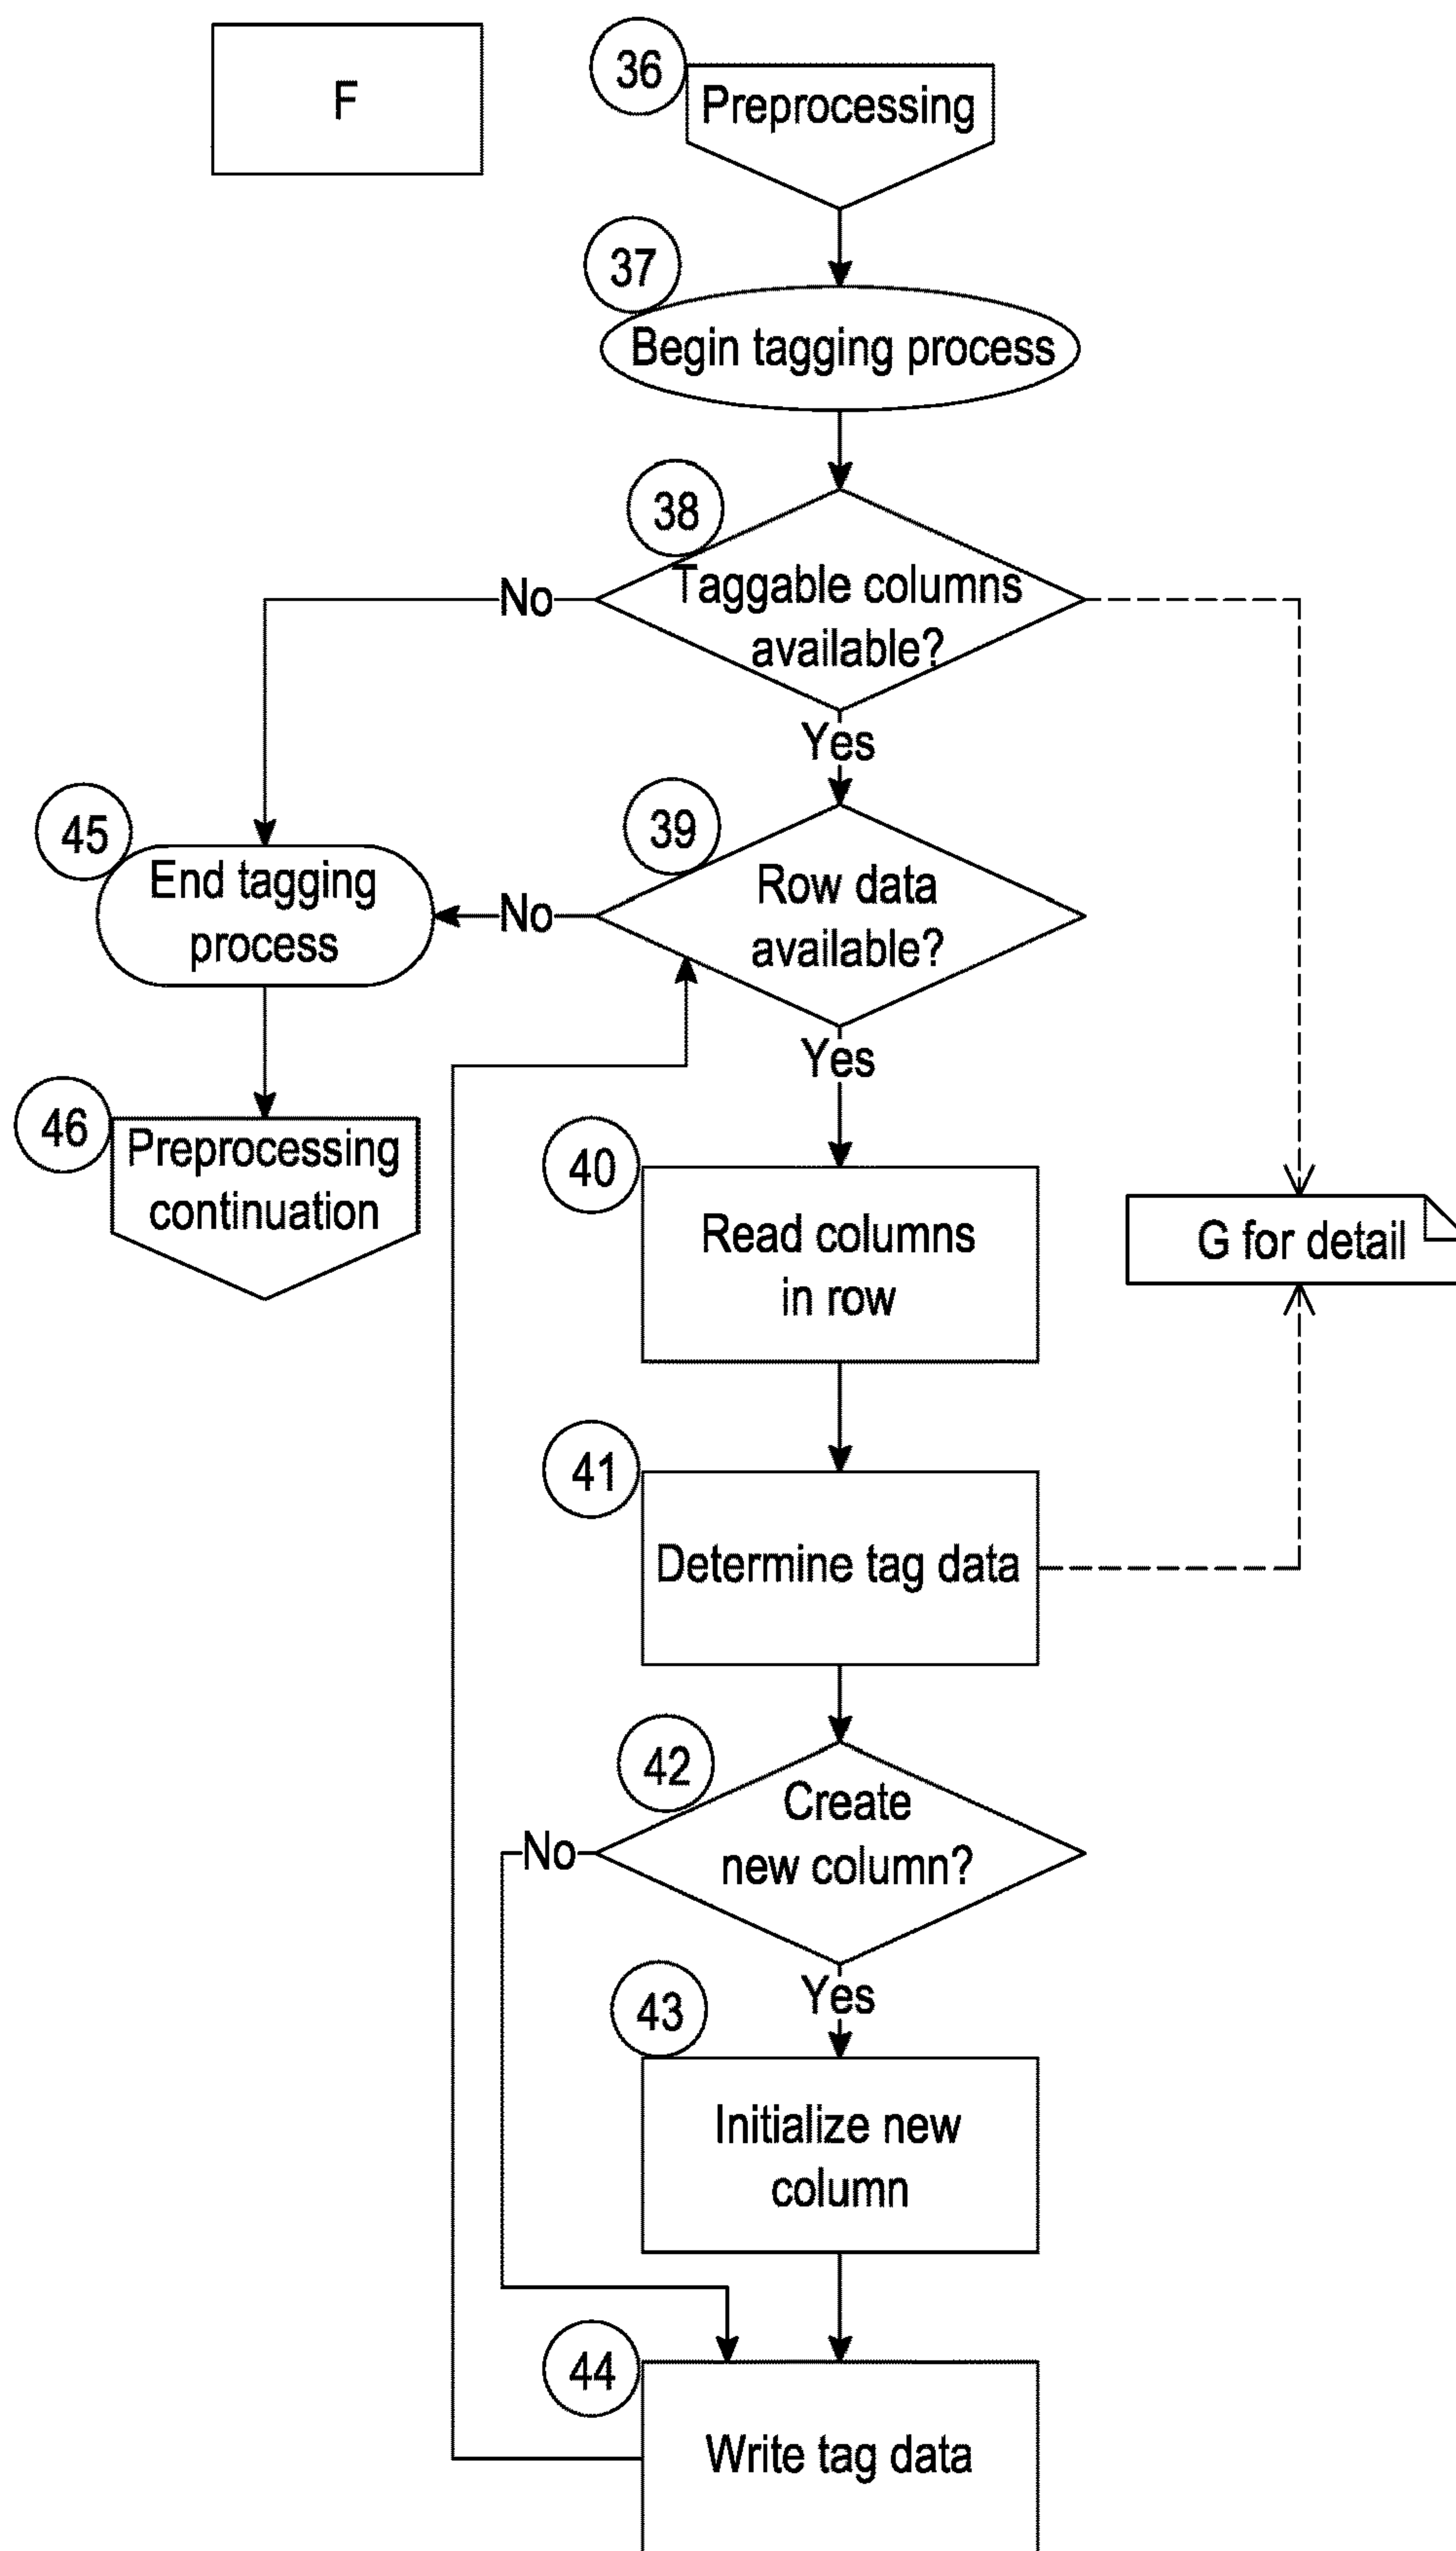 F
36
Preprocessing
37
Begin tagging process
38
Taggable columns
available?
No
Yes
45
End tagging
process
39
Row data
available?
No
Yes
46
Preprocessing
continuation
40
Read columns
in row
G for detail
41
Determine tag data
42
Create
new column?
No
Yes
43
Initialize new
column
44
Write tag data